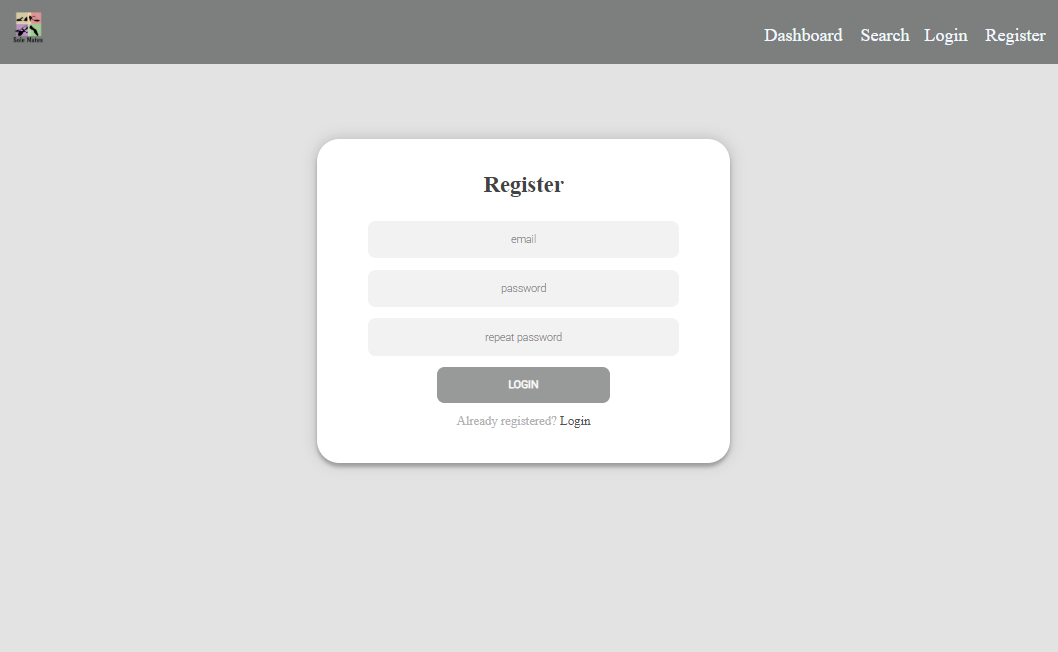 Sole Mates
Dashboard Search Login Register
Register
email
password
repeat password
LOGIN
Already registered? Login